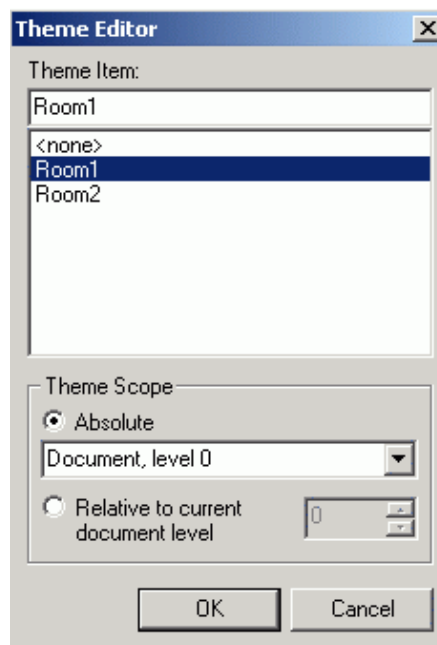 Theme Editor
Theme Item:
Room1
<none>
Room1
Room2
Theme Scope
Absolute
Document, level 0
Relative to current
document level
0
OK
Cancel